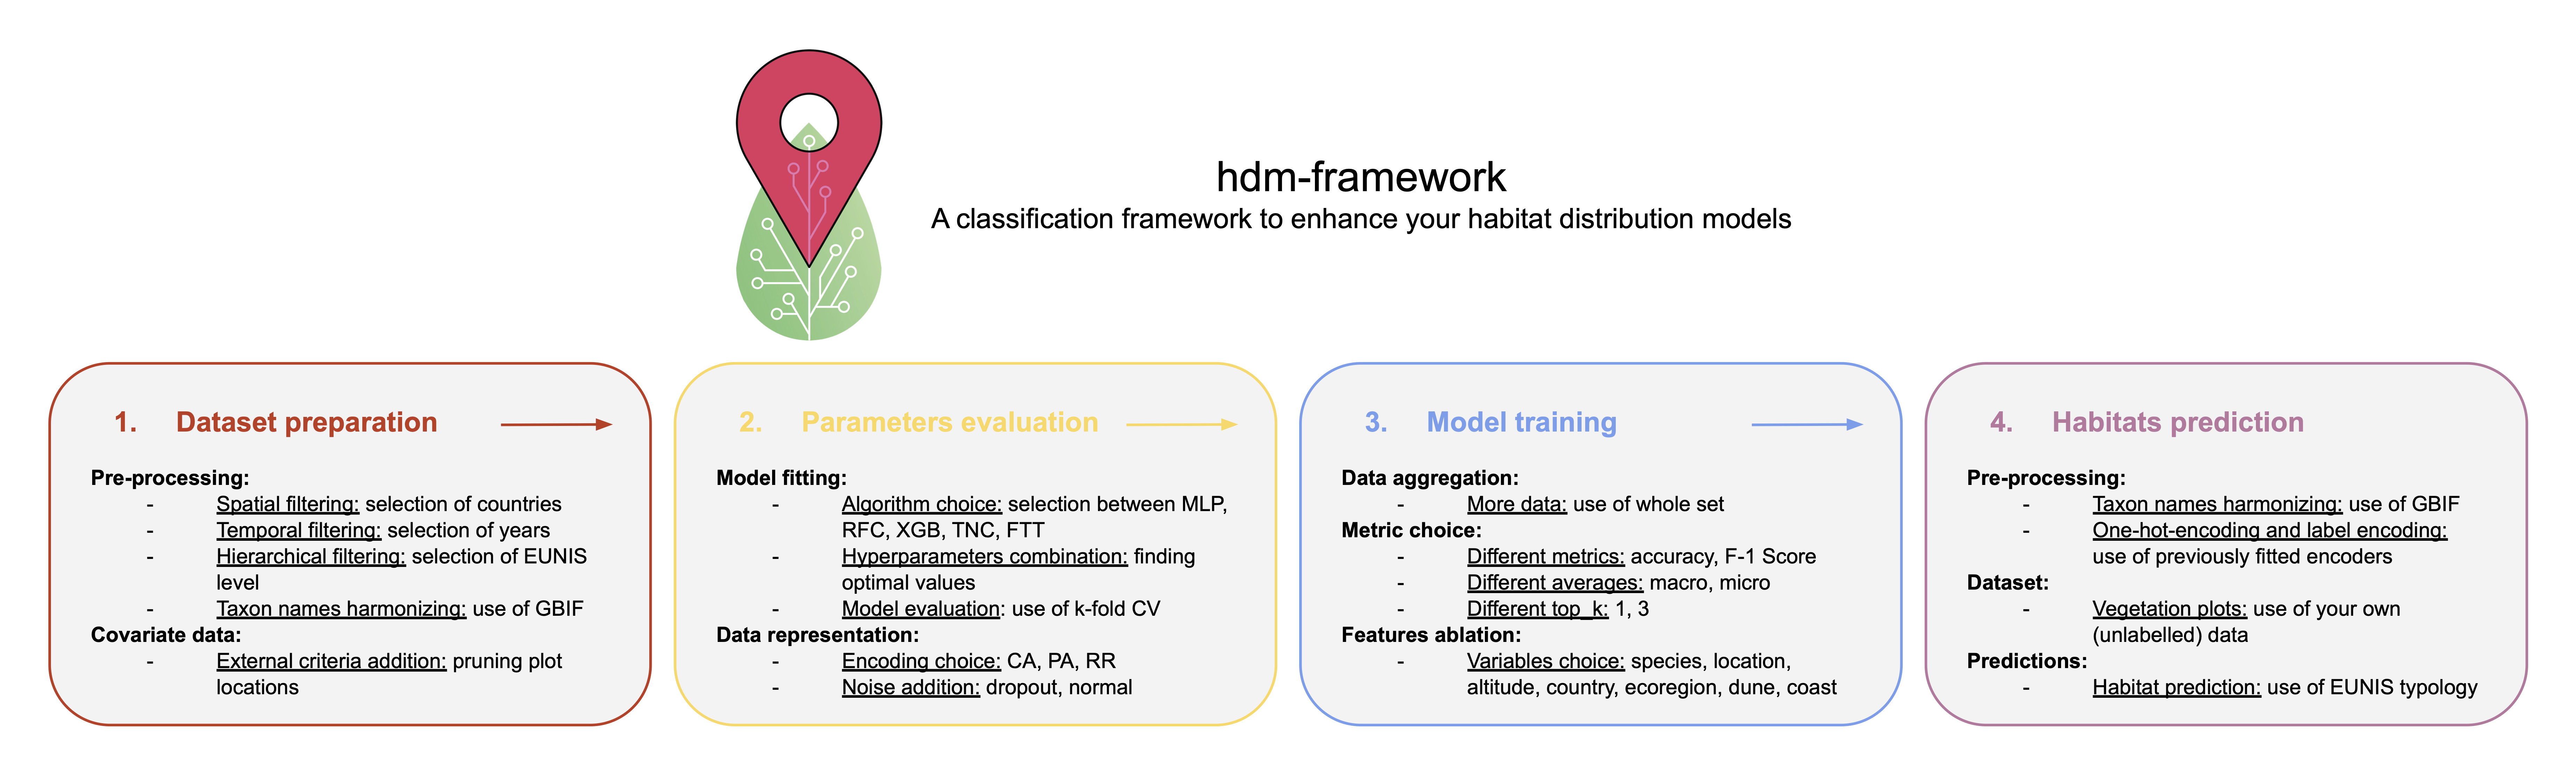 hdm-framework
A classification framework to enhance your habitat distribution models
1. Dataset preparation
Pre-processing:
- Spatial filtering: selection of countries
- Temporal filtering: selection of years
- Hierarchical filtering: selection of EUNIS
level
- Taxon names harmonizing: use of GBIF
Covariate data:
- External criteria addition: pruning plot
locations
2. Parameters evaluation
Model fitting:
- Algorithm choice: selection between MLP,
RFC, XGB, TNC, FTT
- Hyperparameters combination: finding
optimal values
- Model evaluation: use of k-fold CV
Data representation:
- Encoding choice: CA, PA, RR
- Noise addition: dropout, normal
3. Model training
Data aggregation:
- More data: use of whole set
Metric choice:
- Different metrics: accuracy, F-1 Score
- Different averages: macro, micro
- Different top_k: 1, 3
Features ablation:
- Variables choice: species, location,
altitude, country, ecoregion, dune, coast
4. Habitats prediction
Pre-processing:
- Taxon names harmonizing: use of GBIF
- One-hot-encoding and label encoding:
use of previously fitted encoders
Dataset:
- Vegetation plots: use of your own
(unlabelled) data
Predictions:
- Habitat prediction: use of EUNIS typology